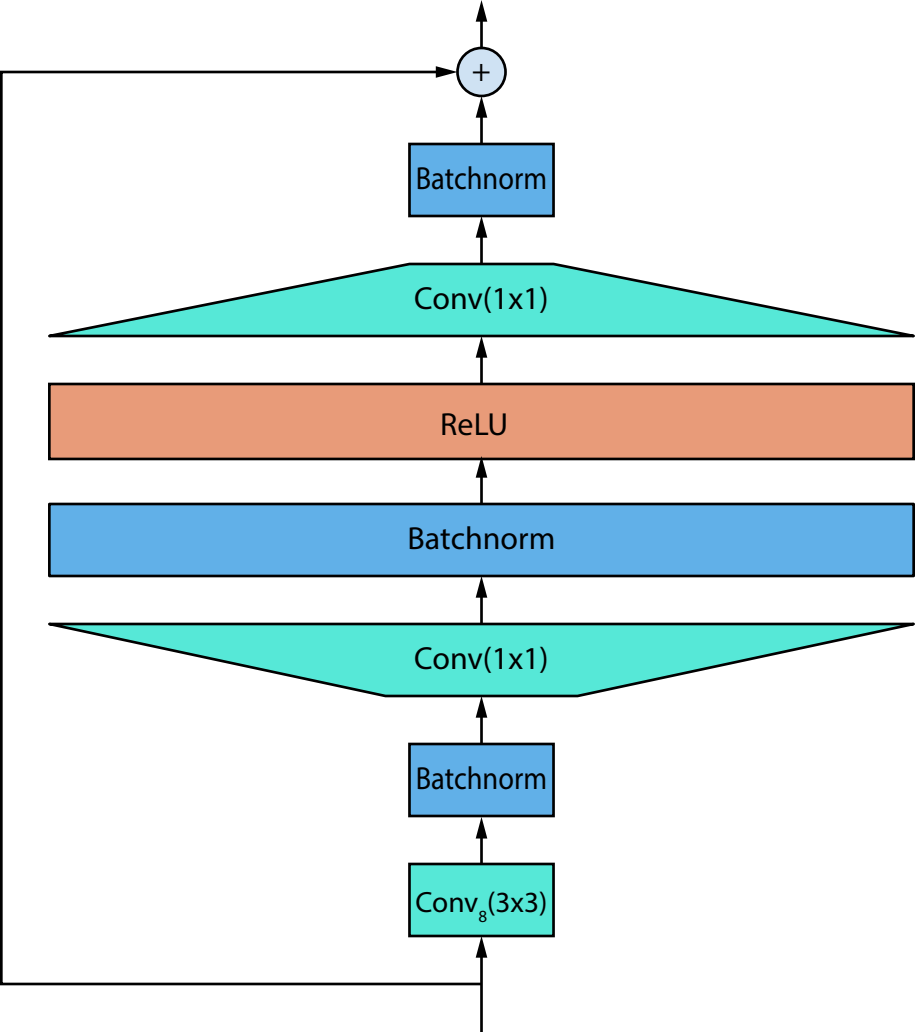 +
Batchnorm
Conv(1x1)
ReLU
Batchnorm
Conv(1x1)
Batchnorm
Conv₈(3x3)